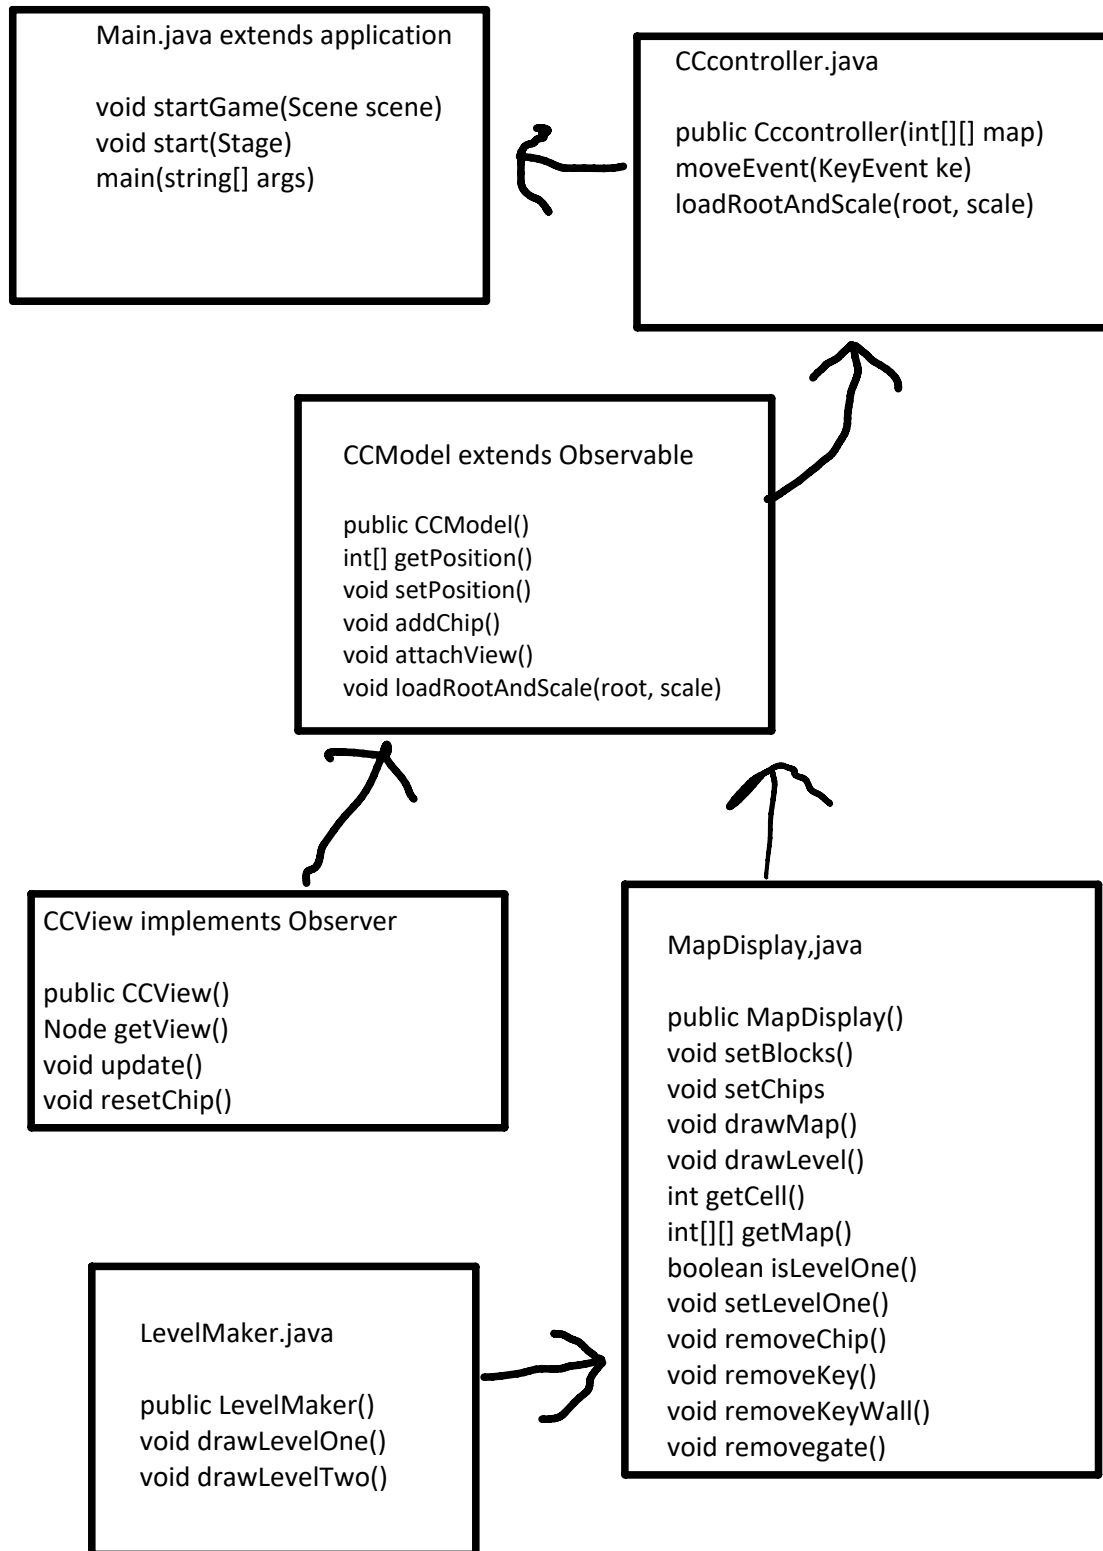 Main.java extends application
void startGame(Scene scene)
void start(Stage)
main(string[] args)
CCcontroller.java
public Cccontroller(int[][] map)
moveEvent(KeyEvent ke)
loadRootAndScale(root, scale)
CCModel extends Observable
public CCModel()
int[] getPosition()
void setPosition()
void addChip()
void attachView()
void loadRootAndScale(root, scale)
CCView implements Observer
public CCView()
Node getView()
void update()
void resetChip()
MapDisplay,java
public MapDisplay()
void setBlocks()
void setChips
void drawMap()
void drawLevel()
int getCell()
int[][] getMap()
boolean isLevelOne()
void setLevelOne()
void removeChip()
void removeKey()
void removeKeyWall()
void removegate()
LevelMaker.java
public LevelMaker()
void drawLevelOne()
void drawLevelTwo()